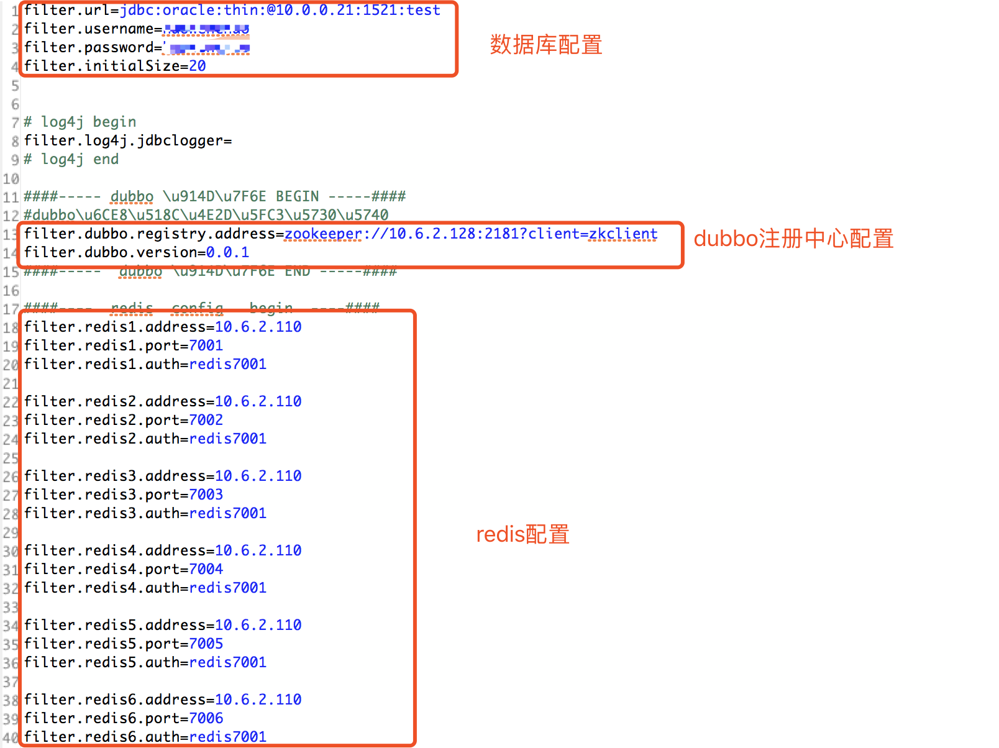 1 filter.url=jdbc:oracle:thin:@10.0.0.21:1521:test
2 filter.username=
3 filter.password=
4 filter.initialSize=20
数据库配置
5
6
7 # log4j begin
8 filter.log4j.jdbclogger=
9 # log4j end
10
11 ####----- dubbo \u914D\u7F6E BEGIN -----####
12 #dubbo\u6CE8\u518C\u4E2D\u5FC3\u5730\u5740
13 filter.dubbo.registry.address=zookeeper://10.6.2.128:2181?client=zkclient
14 filter.dubbo.version=0.0.1
dubbo注册中心配置
15 ####-----  dubbo \u914D\u7F6E END -----####
16
17 ####----  redis  config   begin  ----####
18 filter.redis1.address=10.6.2.110
19 filter.redis1.port=7001
20 filter.redis1.auth=redis7001
21
22 filter.redis2.address=10.6.2.110
23 filter.redis2.port=7002
24 filter.redis2.auth=redis7001
25
26 filter.redis3.address=10.6.2.110
27 filter.redis3.port=7003
28 filter.redis3.auth=redis7001
29
redis配置
30 filter.redis4.address=10.6.2.110
31 filter.redis4.port=7004
32 filter.redis4.auth=redis7001
33
34 filter.redis5.address=10.6.2.110
35 filter.redis5.port=7005
36 filter.redis5.auth=redis7001
37
38 filter.redis6.address=10.6.2.110
39 filter.redis6.port=7006
40 filter.redis6.auth=redis7001